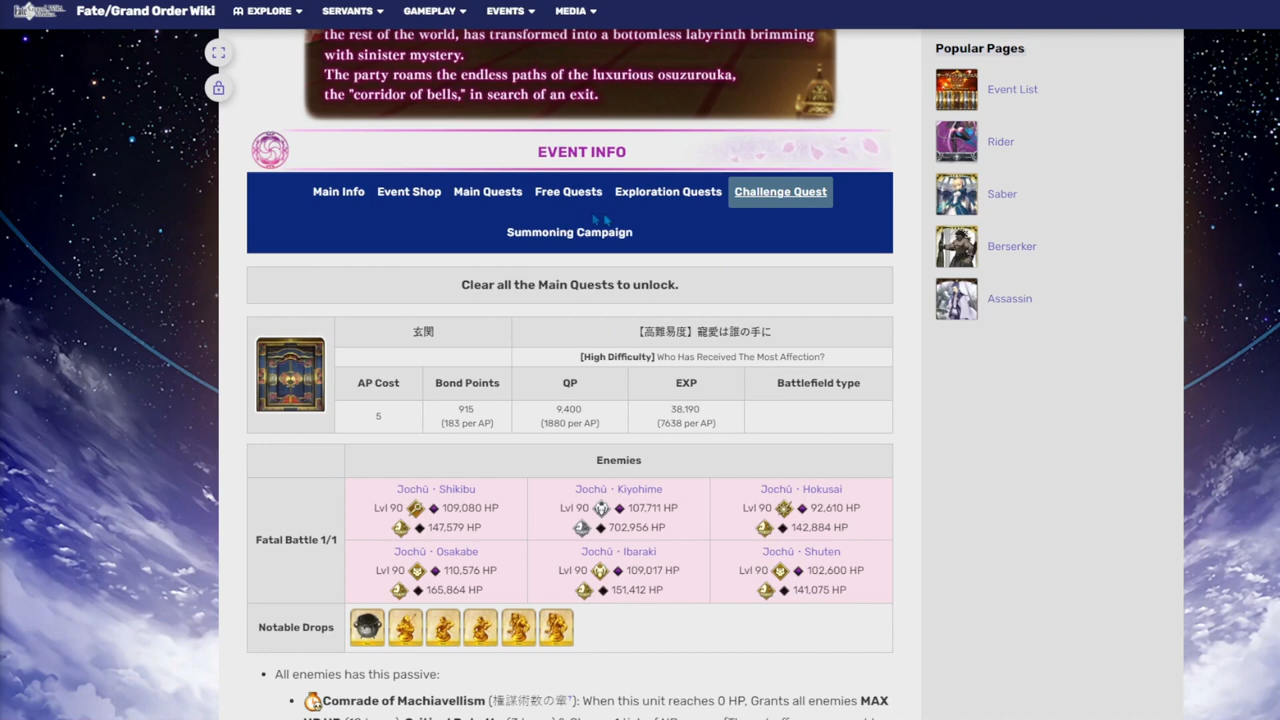 Fate/Grand Order Wiki
EXPLORE
SERVANTS
GAMEPLAY
EVENTS
MEDIA
the rest of the world, has transformed into a bottomless labyrinth brimming
with sinister mystery.
The party roams the endless paths of the luxurious osuzurouka,
the "corridor of bells," in search of an exit.
EVENT INFO
Main Info Event Shop Main Quests Free Quests Exploration Quests Challenge Quest
Summoning Campaign
Clear all the Main Quests to unlock.
玄関
【高難易度】寵愛は誰の手に
[High Difficulty] Who Has Received The Most Affection?
AP Cost Bond Points QP EXP Battlefield type
5
915
(183 per AP)
9,400
(1880 per AP)
38,190
(7638 per AP)
Enemies
Fatal Battle 1/1
Jochū・Shikibu
Lvl 90 109,080 HP
147,579 HP
Jochū・Kiyohime
Lvl 90 107,711 HP
702,956 HP
Jochū・Hokusai
Lvl 90 92,610 HP
142,884 HP
Jochū・Osakabe
Lvl 90 110,576 HP
165,864 HP
Jochū・Ibaraki
Lvl 90 109,017 HP
151,412 HP
Jochū・Shuten
Lvl 90 102,600 HP
141,075 HP
Notable Drops
All enemies has this passive:
Comrade of Machiavellism (権謀術数の輩?): When this unit reaches 0 HP, Grants all enemies MAX
Popular Pages
Event List
Rider
Saber
Berserker
Assassin